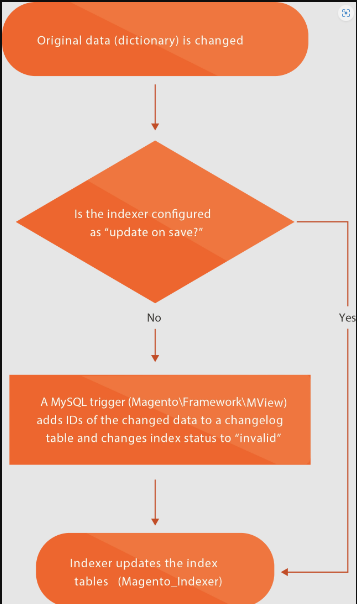 Original data (dictionary) is changed
Is the indexer configured
as “update on save?”
No
Yes
A MySQL trigger (Magento\Framework\MView)
adds IDs of the changed data to a changelog
table and changes index status to “invalid”
Indexer updates the index
tables (Magento_Indexer)